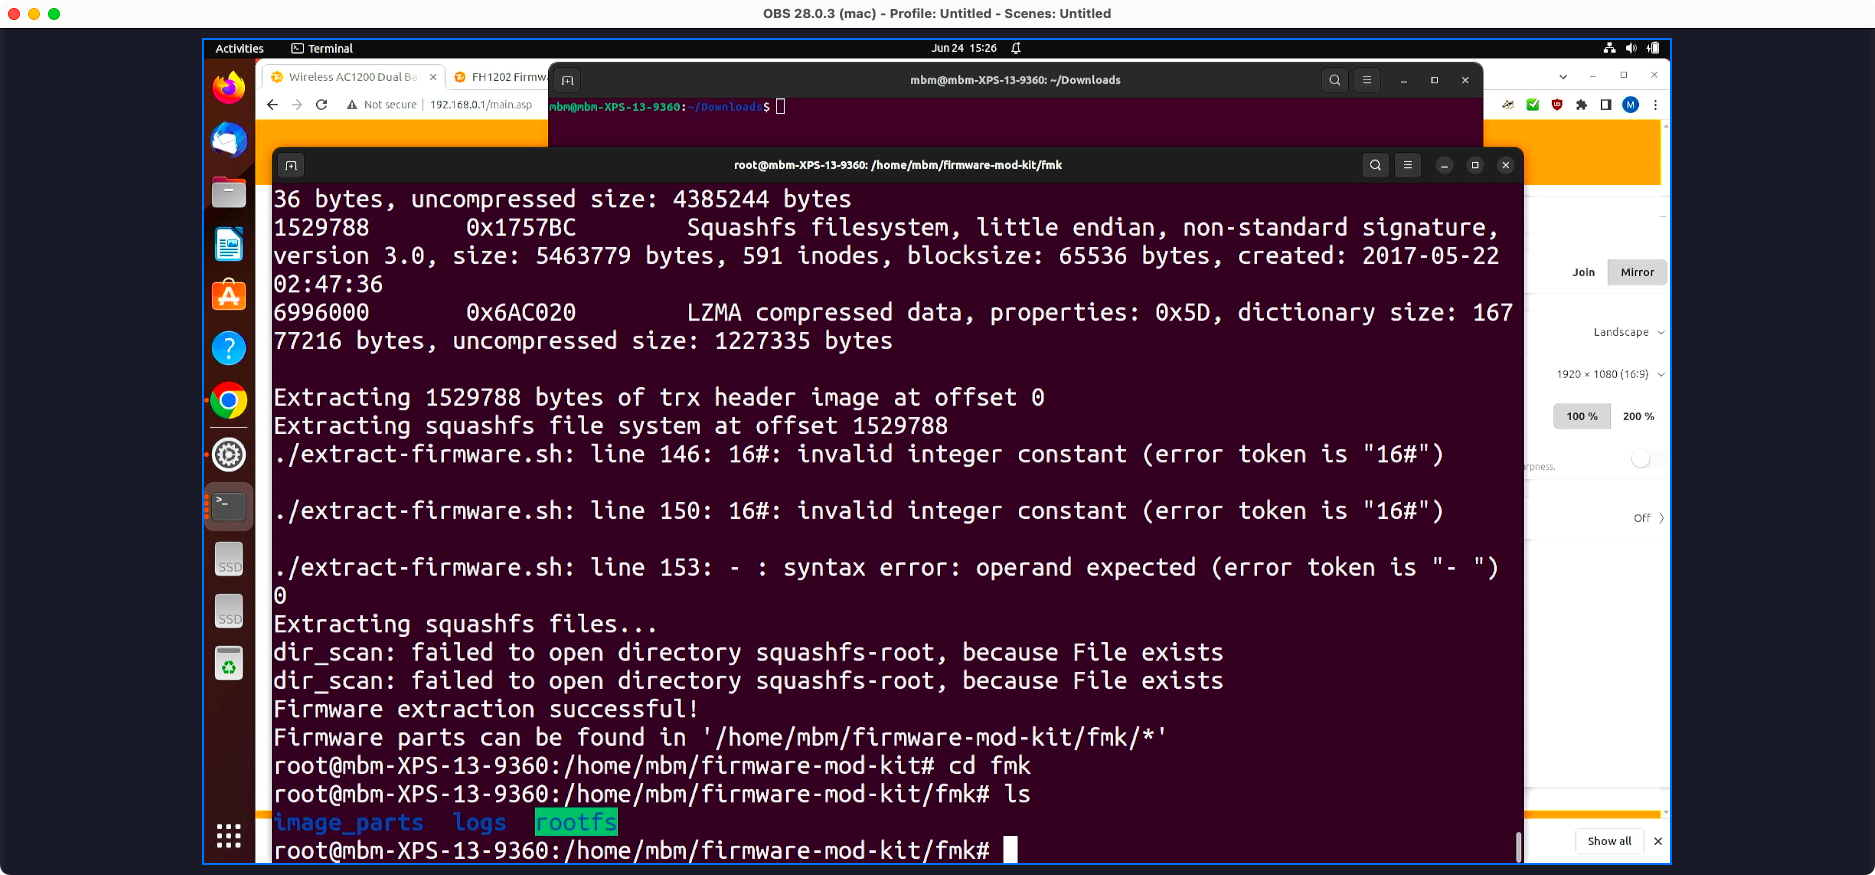 OBS 28.0.3 (mac) - Profile: Untitled - Scenes: Untitled
Activities
Terminal
Jun 24 15:26
Wireless AC1200 Dual Ba
FH1202 Firmwa
Not secure
192.168.0.1/main.asp
mbm@mbm-XPS-13-9360: ~/Downloads
mbm@mbm-XPS-13-9360:~/Downloads$
M
root@mbm-XPS-13-9360: /home/mbm/firmware-mod-kit/fmk
36 bytes, uncompressed size: 4385244 bytes
1529788       0x1757BC        Squashfs filesystem, little endian, non-standard signature,
version 3.0, size: 5463779 bytes, 591 inodes, blocksize: 65536 bytes, created: 2017-05-22
02:47:36
6996000       0x6AC020        LZMA compressed data, properties: 0x5D, dictionary size: 167
77216 bytes, uncompressed size: 1227335 bytes
Extracting 1529788 bytes of trx header image at offset 0
Extracting squashfs file system at offset 1529788
./extract-firmware.sh: line 146: 16#: invalid integer constant (error token is "16#")
./extract-firmware.sh: line 150: 16#: invalid integer constant (error token is "16#")
./extract-firmware.sh: line 153: - : syntax error: operand expected (error token is "- ")
0
Extracting squashfs files...
dir_scan: failed to open directory squashfs-root, because File exists
dir_scan: failed to open directory squashfs-root, because File exists
Firmware extraction successful!
Firmware parts can be found in '/home/mbm/firmware-mod-kit/fmk/*'
root@mbm-XPS-13-9360:/home/mbm/firmware-mod-kit# cd fmk
root@mbm-XPS-13-9360:/home/mbm/firmware-mod-kit/fmk# ls
image_parts  logs  rootfs
root@mbm-XPS-13-9360:/home/mbm/firmware-mod-kit/fmk#
Join
Mirror
Landscape
1920 × 1080 (16:9)
100 %
200 %
rpness.
Off
SSD
SSD
Show all